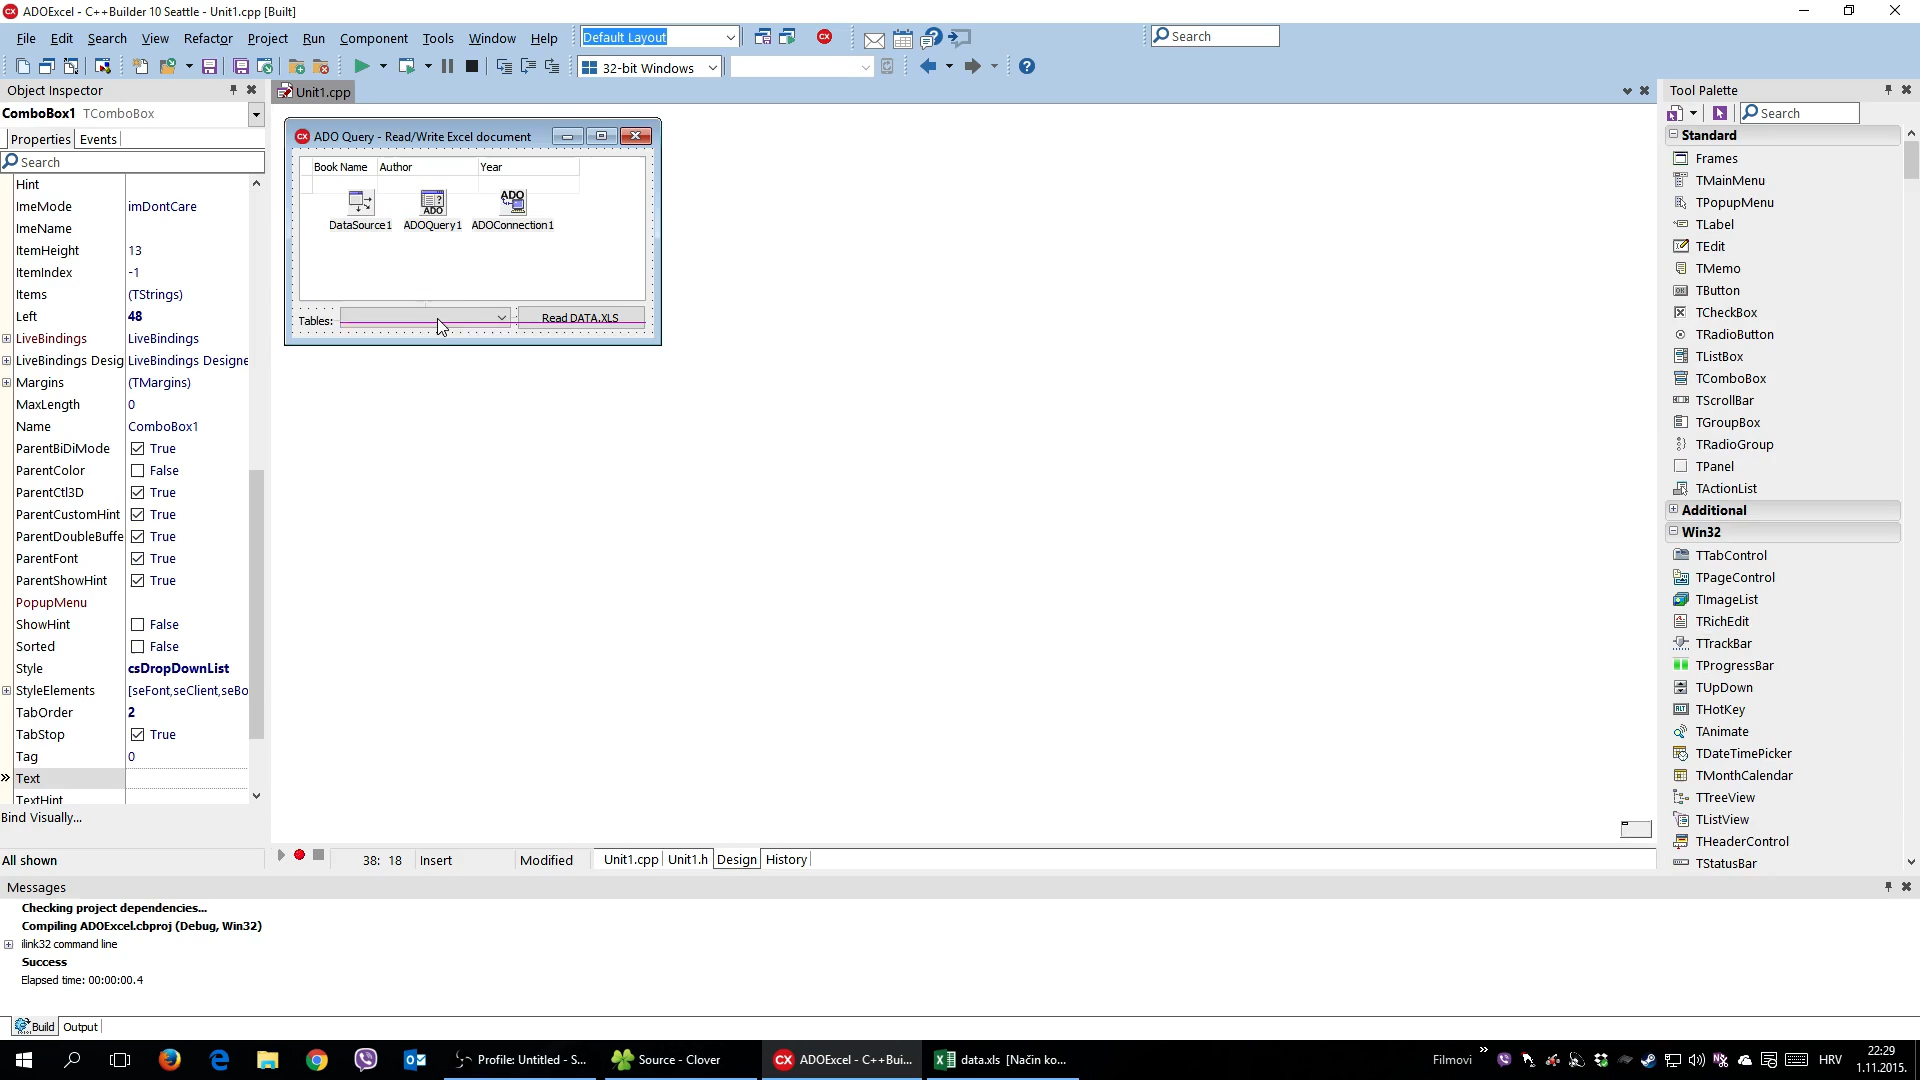 ADOExcel - C++Builder 10 Seattle - Unit1.cpp [Built]
File Edit Search View Refactor Project Run Component Tools Window Help
Default Layout
Search
32-bit Windows
Object Inspector
ComboBox1 TComboBox
Properties Events
Search
Hint
ImeMode imDontCare
ImeName
ItemHeight 13
ItemIndex -1
Items (TStrings)
Left 48
LiveBindings LiveBindings
LiveBindings Desig LiveBindings Designe
Margins (TMargins)
MaxLength 0
Name ComboBox1
ParentBiDiMode True
ParentColor False
ParentCtl3D True
ParentCustomHint True
ParentDoubleBuffe True
ParentFont True
ParentShowHint True
PopupMenu
ShowHint False
Sorted False
Style csDropDownList
StyleElements [seFont,seClient,seBo
TabOrder 2
TabStop True
Tag 0
Text
TextHint
Bind Visually...
All shown
Unit1.cpp
ADO Query - Read/Write Excel document
Book Name Author Year
DataSource1 ADOQuery1 ADOConnection1
Tables: Read DATA.XLS
38: 18 Insert Modified Unit1.cpp Unit1.h Design History
Tool Palette
Search
Standard
Frames
TMainMenu
TPopupMenu
TLabel
TEdit
TMemo
TButton
TCheckBox
TRadioButton
TListBox
TComboBox
TScrollBar
TGroupBox
TRadioGroup
TPanel
TActionList
Additional
Win32
TTabControl
TPageControl
TImageList
TRichEdit
TTrackBar
TProgressBar
TUpDown
THotKey
TAnimate
TDateTimePicker
TMonthCalendar
TTreeView
TListView
THeaderControl
TStatusBar
Messages
Checking project dependencies...
Compiling ADOExcel.cbproj (Debug, Win32)
ilink32 command line
Success
Elapsed time: 00:00:00.4
Build Output
Profile: Untitled - S...
Source - Clover
ADOExcel - C++Bui...
data.xls [Način ko...
Filmovi
HRV
22:29
1.11.2015.